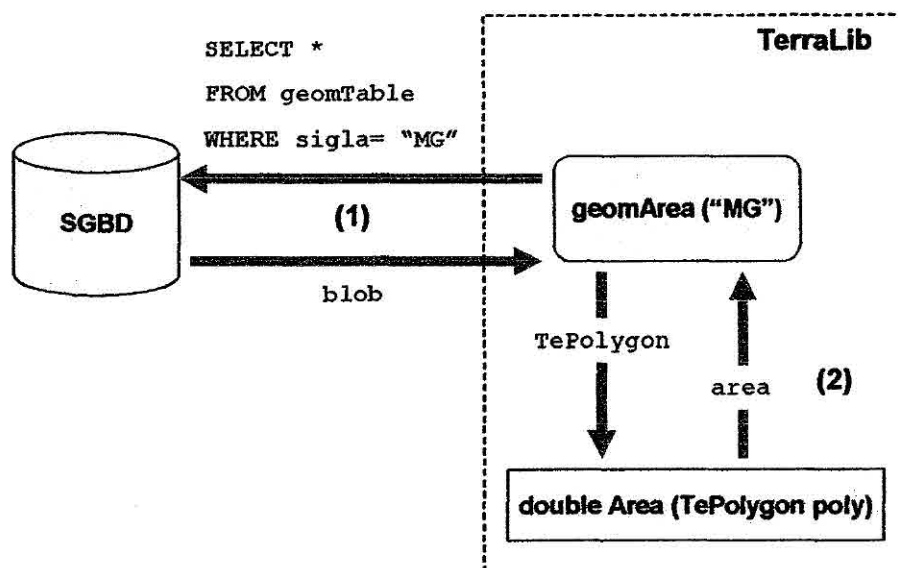 TerraLib
SELECT *
FROM geomTable
WHERE sigla= "MG"
SGBD
(1)
geomArea ("MG")
blob
TePolygon
area
(2)
double Area (TePolygon poly)